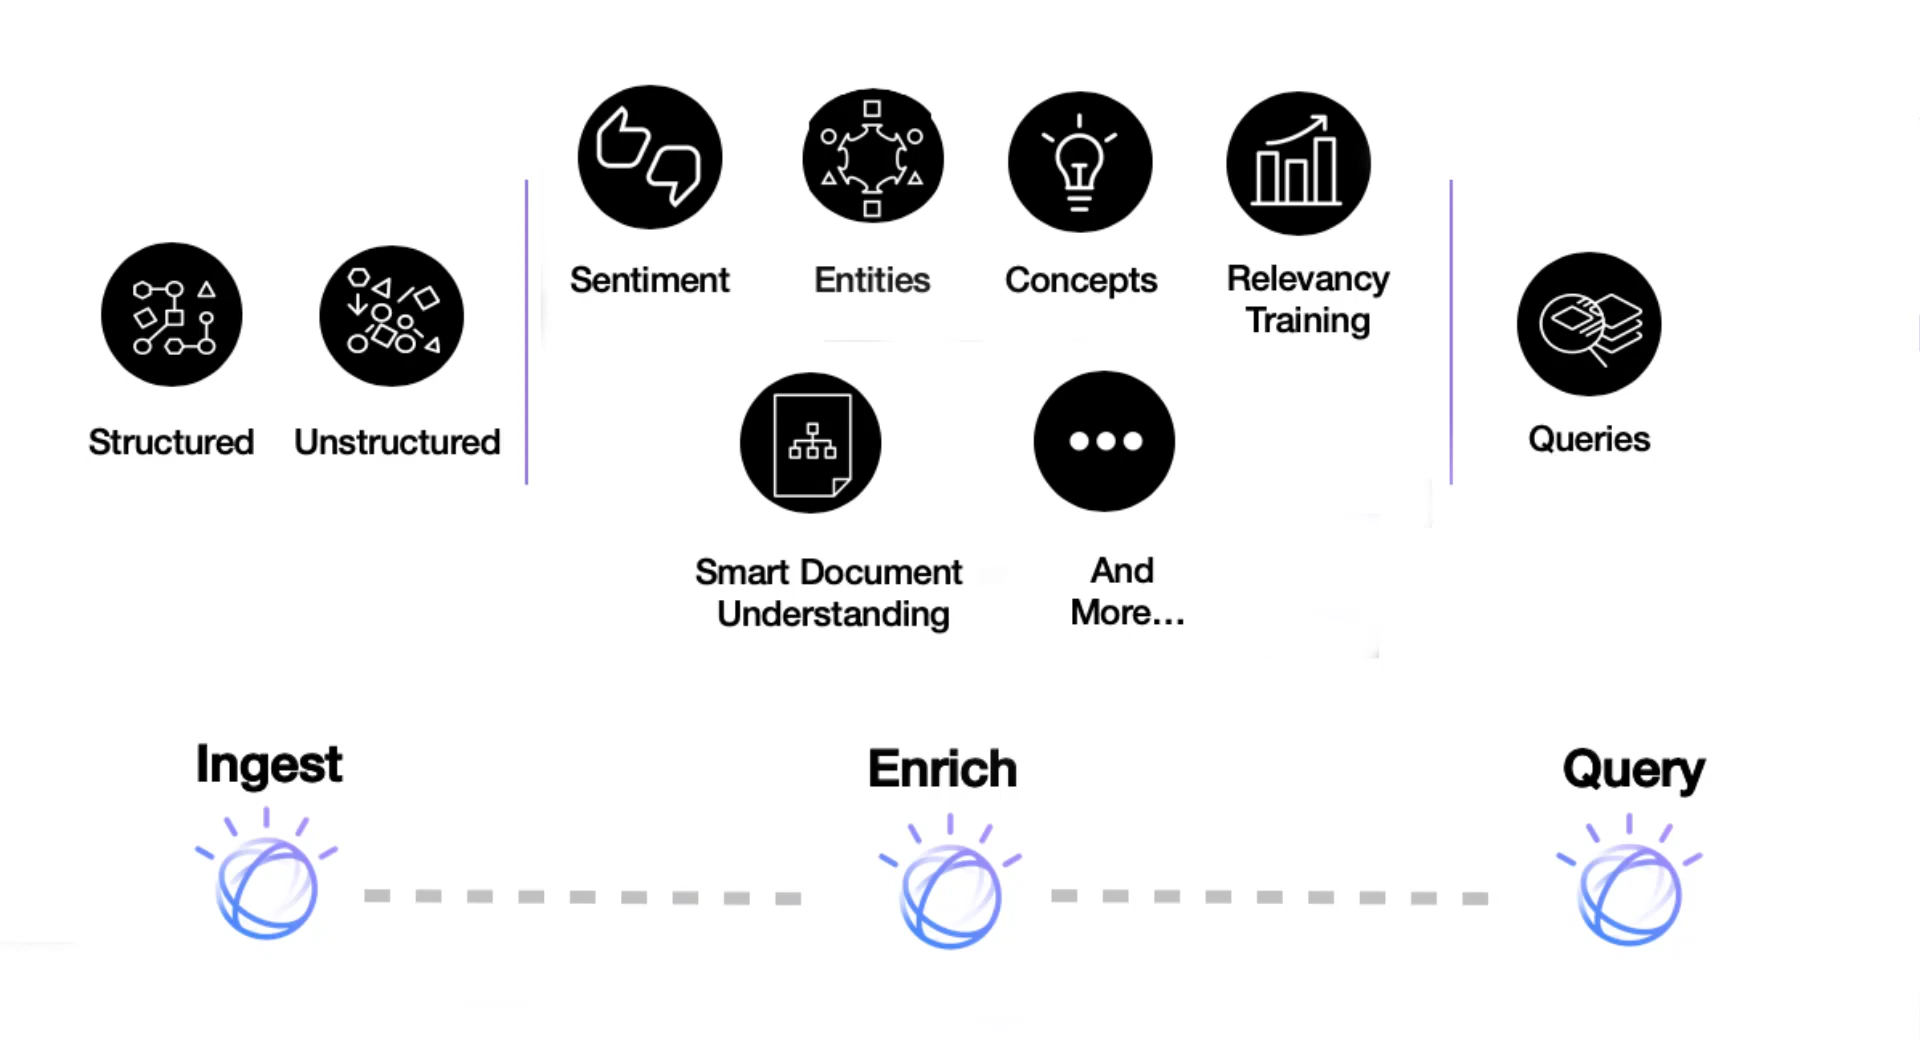 Structured
Unstructured
Sentiment
Entities
Concepts
Relevancy
Training
Smart Document
Understanding
And
More...
Queries
Ingest
Enrich
Query